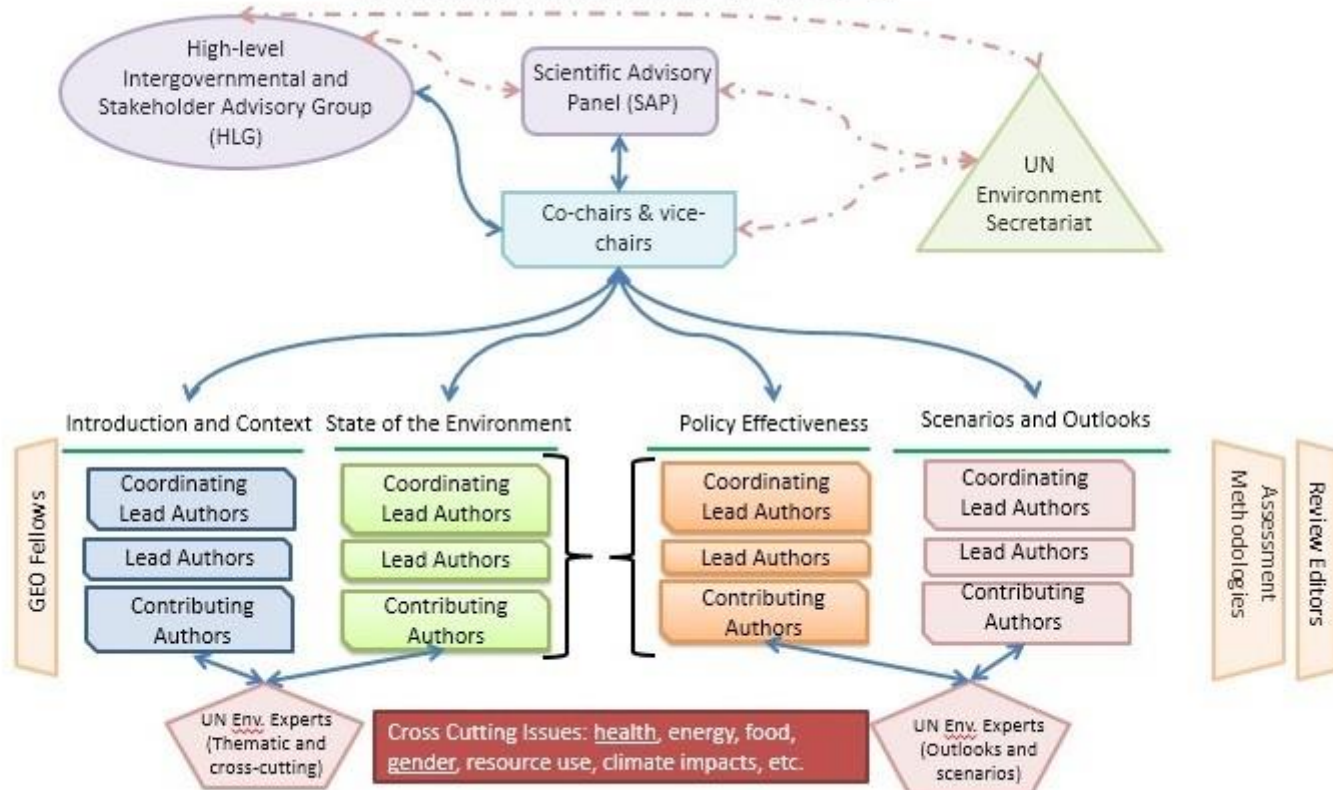 High-level
Intergovernmental and
Stakeholder Advisory Group
(HLG)
Scientific Advisory
Panel (SAP)
UN
Environment
Secretariat
Co-chairs & vice-
chairs
Introduction and Context
State of the Environment
Policy Effectiveness
Scenarios and Outlooks
GEO Fellows
Coordinating
Lead Authors
Lead Authors
Contributing
Authors
Coordinating
Lead Authors
Lead Authors
Contributing
Authors
Coordinating
Lead Authors
Lead Authors
Contributing
Authors
Coordinating
Lead Authors
Lead Authors
Contributing
Authors
Assessment
Methodologies
Review Editors
UN Env. Experts
(Thematic and
cross-cutting)
Cross Cutting Issues: health, energy, food,
gender, resource use, climate impacts, etc.
UN Env. Experts
(Outlooks and
scenarios)